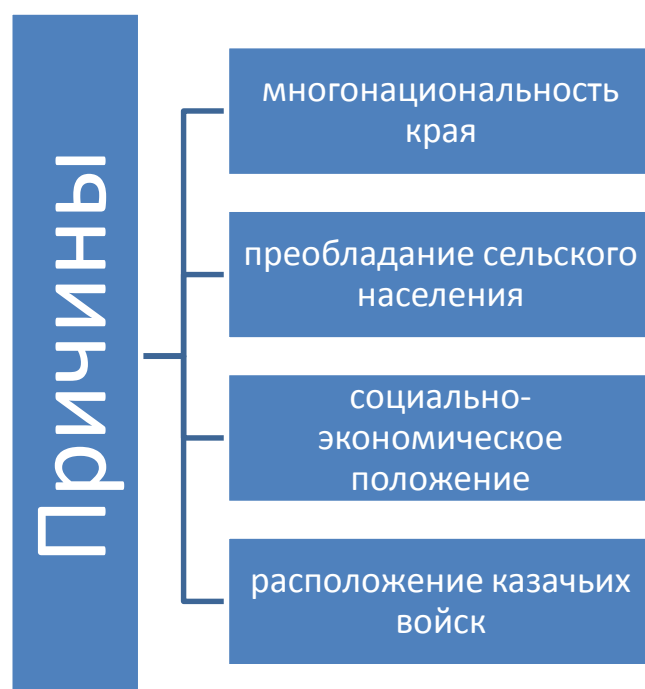 Причины
многонациональность
края
преобладание сельского
населения
социально-
экономическое
положение
расположение казачьих
войск